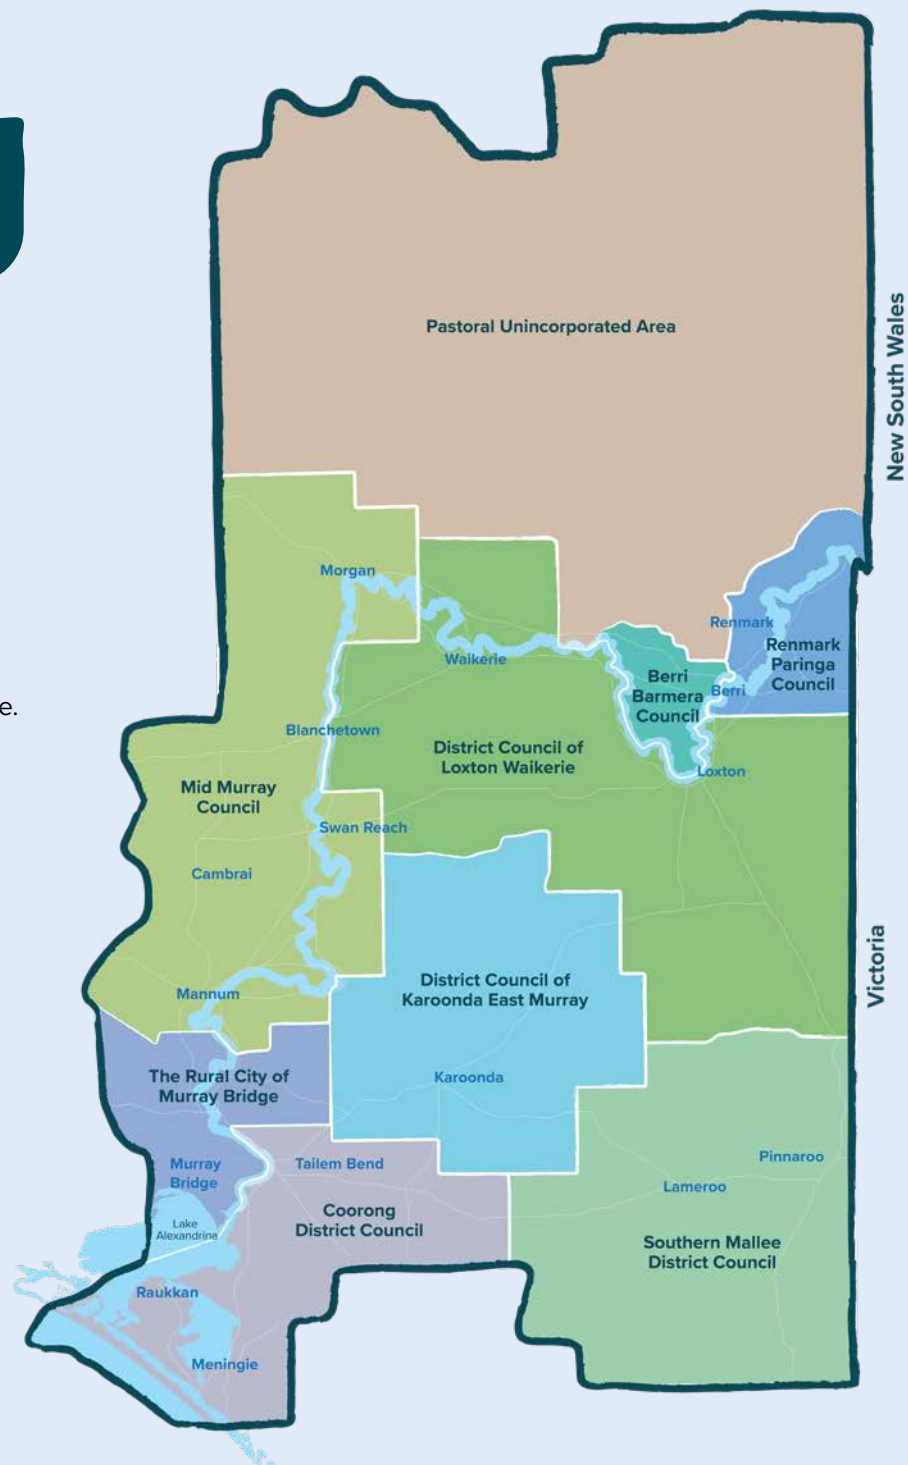 Pastoral Unincorporated Area
New South Wales
Morgan
Renmark
Renmark
Paringa
Council
Waikerie
Berri
Barmera
Council
Berri
e.
Blanchetown
District Council of
Loxton Waikerie
Loxton
Mid Murray
Council
Swan Reach
Cambrai
Victoria
District Council of
Karoonda East Murray
Mannum
The Rural City of
Murray Bridge
Karoonda
Murray
Bridge
Tailem Bend
Pinnaroo
Lameroo
Lake
Alexandrina
Coorong
District Council
Southern Mallee
District Council
Raukkan
Meningie